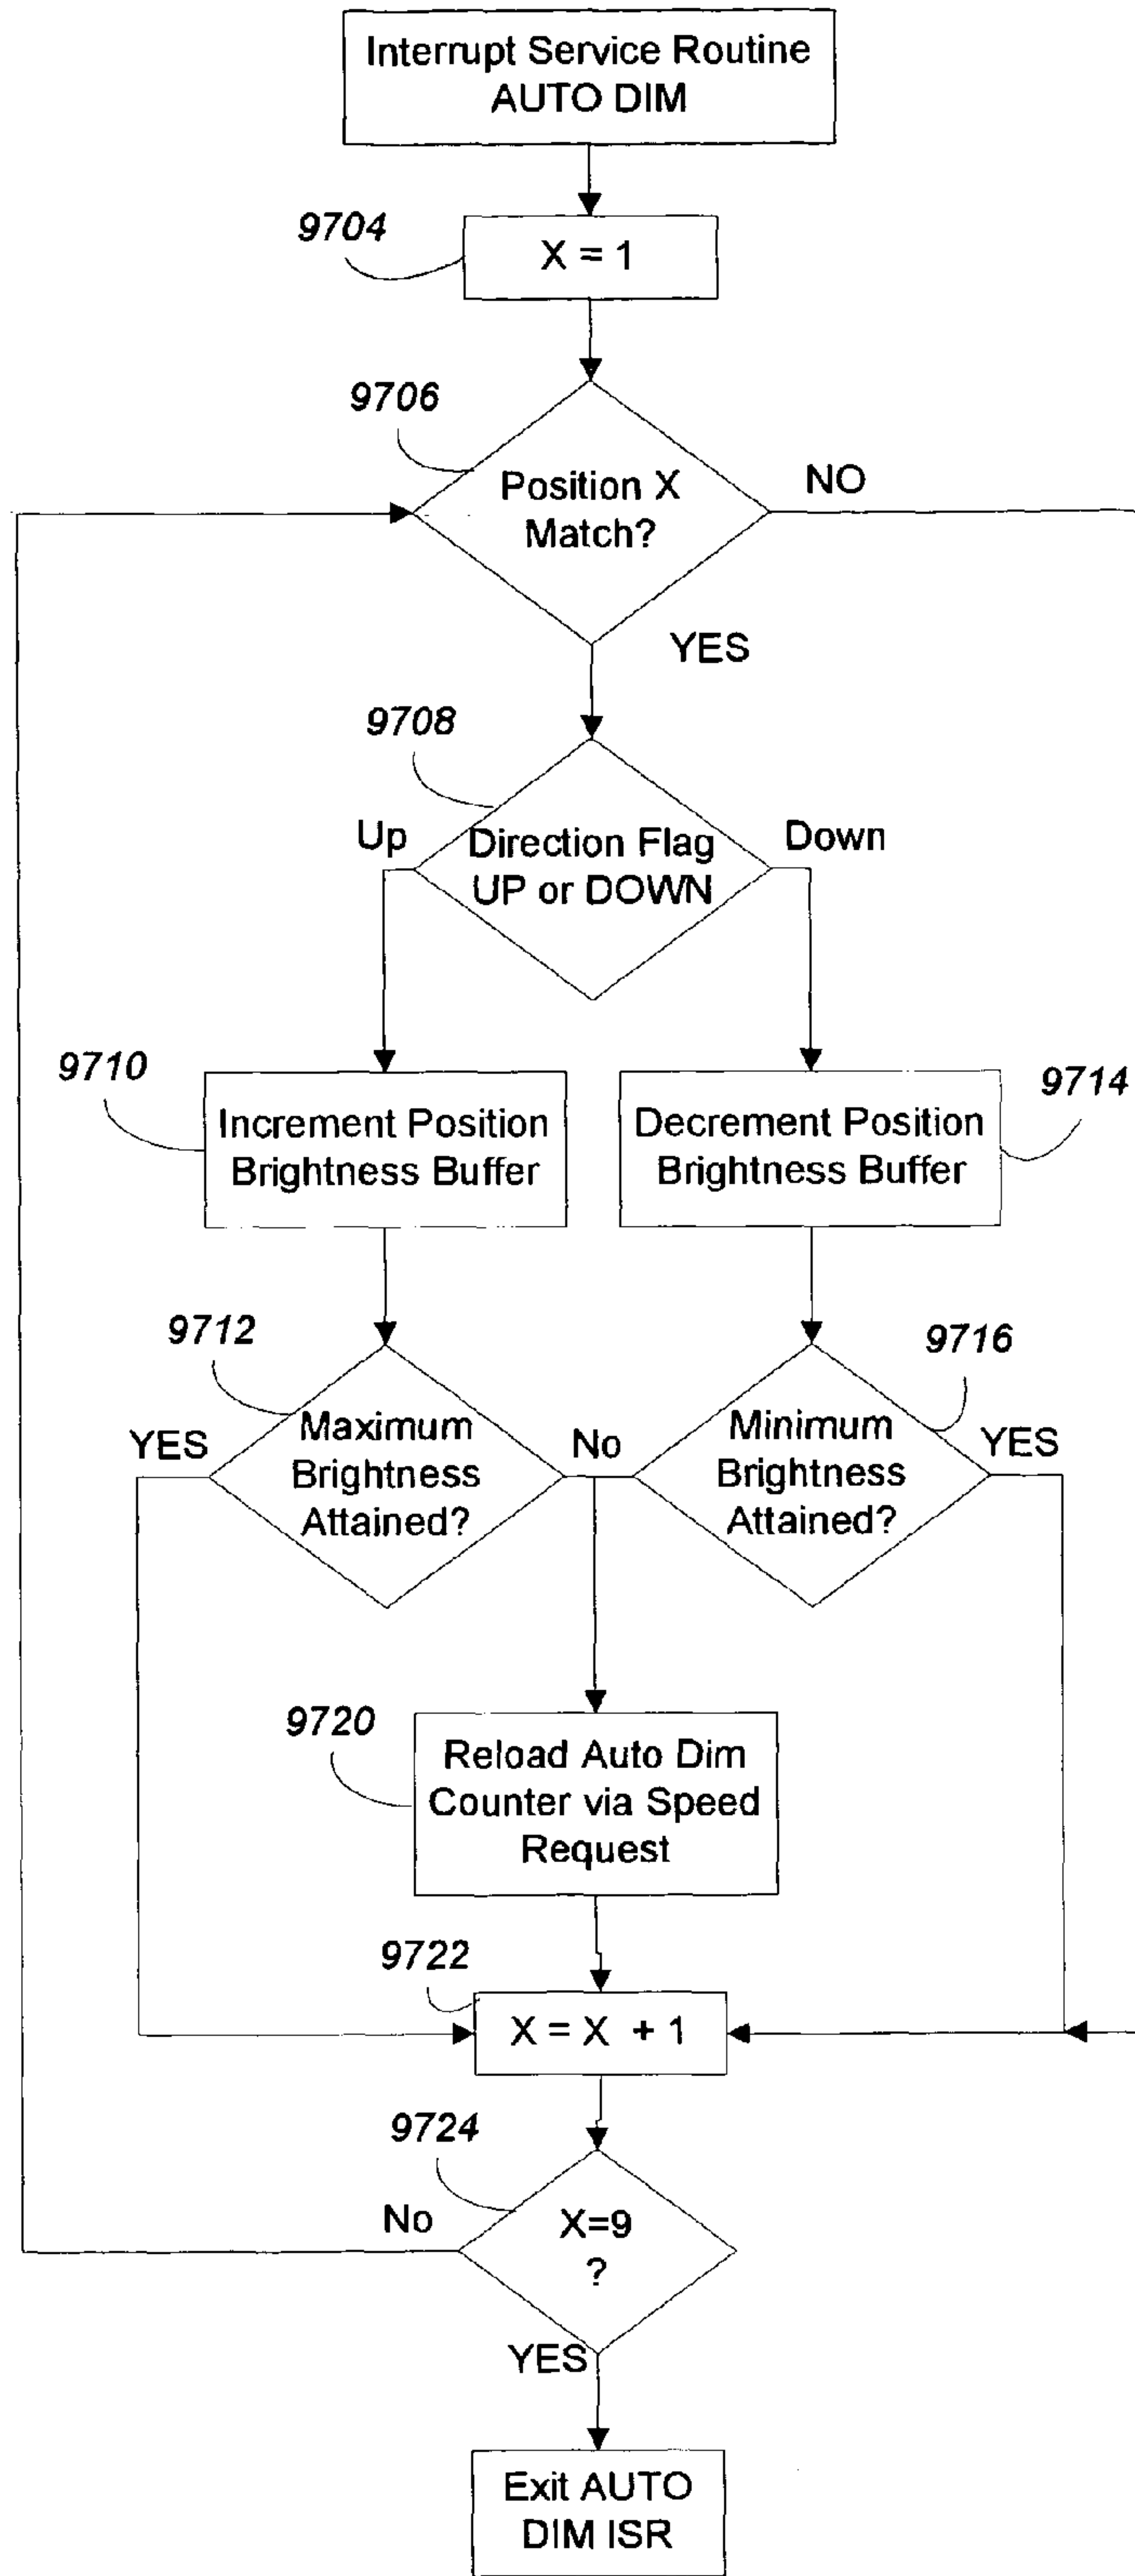 Interrupt Service Routine
AUTO DIM
9704
X = 1
9706
Position X
Match?
NO
YES
9708
Up
Direction Flag
UP or DOWN
Down
9710
Increment Position
Brightness Buffer
Decrement Position
Brightness Buffer
9714
9712
YES
Maximum
Brightness
Attained?
No
9716
Minimum
Brightness
Attained?
YES
9720
Reload Auto Dim
Counter via Speed
Request
9722
X = X + 1
9724
No
X=9
?
YES
Exit AUTO
DIM ISR